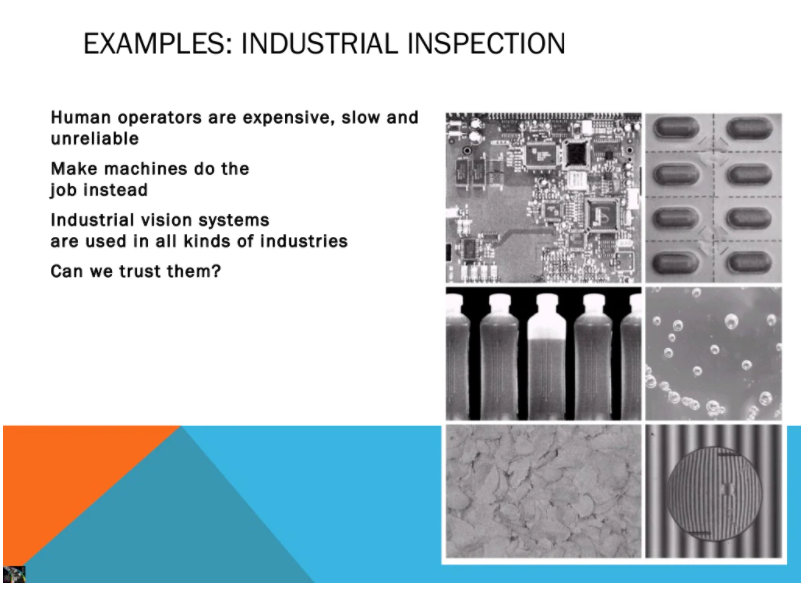 EXAMPLES: INDUSTRIAL INSPECTION
Human operators are expensive, slow and
unreliable
Make machines do the
job instead
Industrial vision systems
are used in all kinds of industries
Can we trust them?